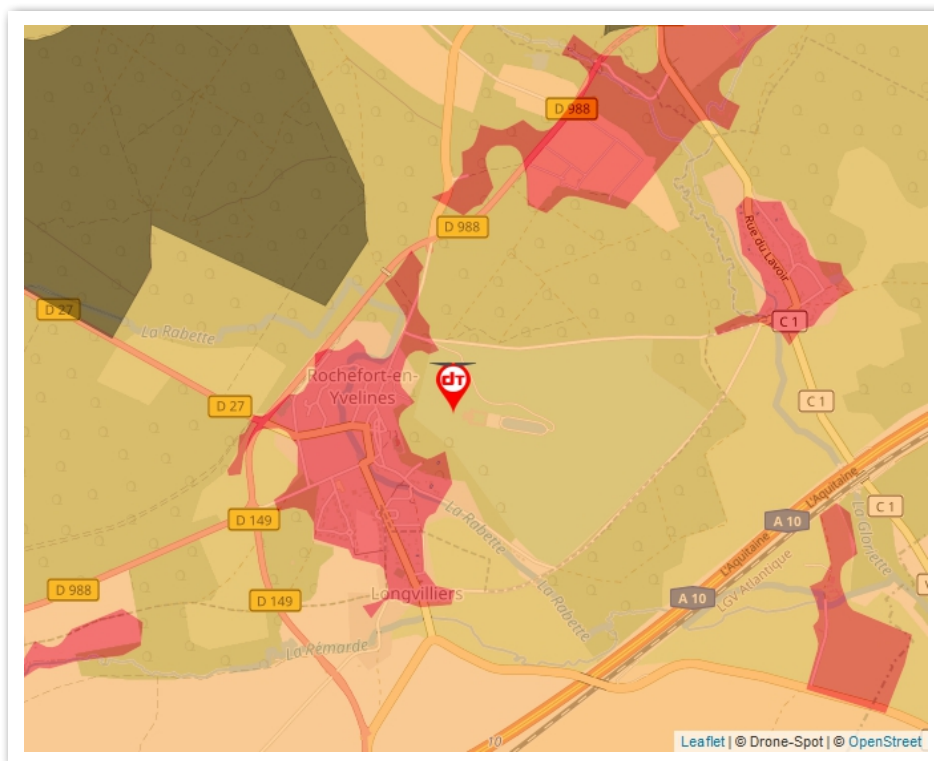 D 988
D 988
Rue du Lavoir
D 27
La Rabette
C 1
Rochefort-en-
Yvelines
dT
D 27
C 1
L'Aquitaine
La Rabette
D 149
A 10
C 1
La Gloriette
L'Aquitaine
LGV Atlantique
D 988
D 149
Longvilliers
La Rabette
A 10
La Rémarde
10
Leaflet | © Drone-Spot | © OpenStreet